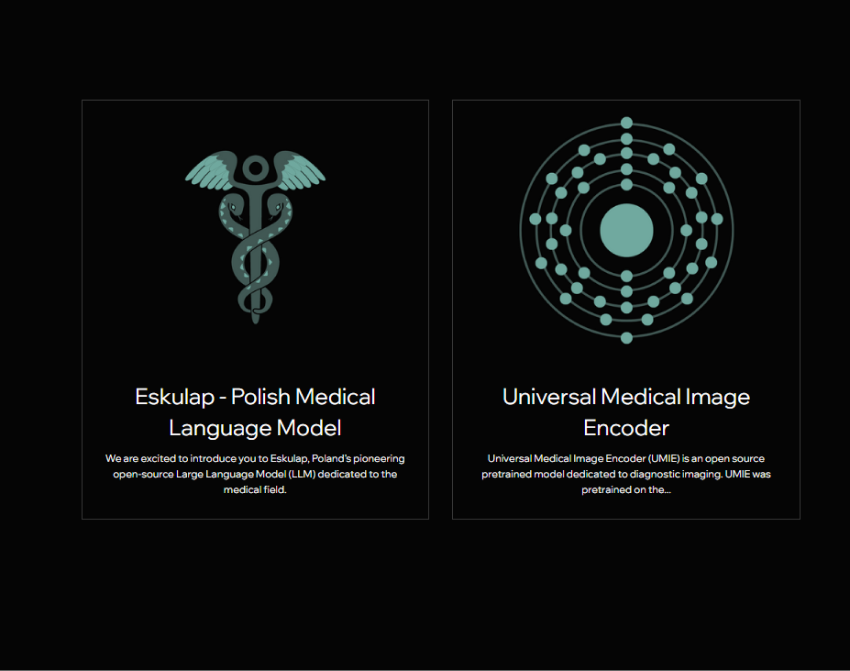 Eskulap - Polish Medical
Language Model
We are excited to introduce you to Eskulap, Poland's pioneering
open-source Large Language Model (LLM) dedicated to the
medical field.
Universal Medical Image
Encoder
Universal Medical Image Encoder (UMIE) is an open source
pretrained model dedicated to diagnostic imaging. UMIE was
pretrained on the...